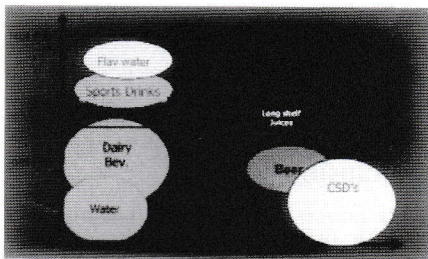 Flav water
Sports Drinks
Long shelf
Juices
Dairy
Bev.
Beer
CSD's
Water